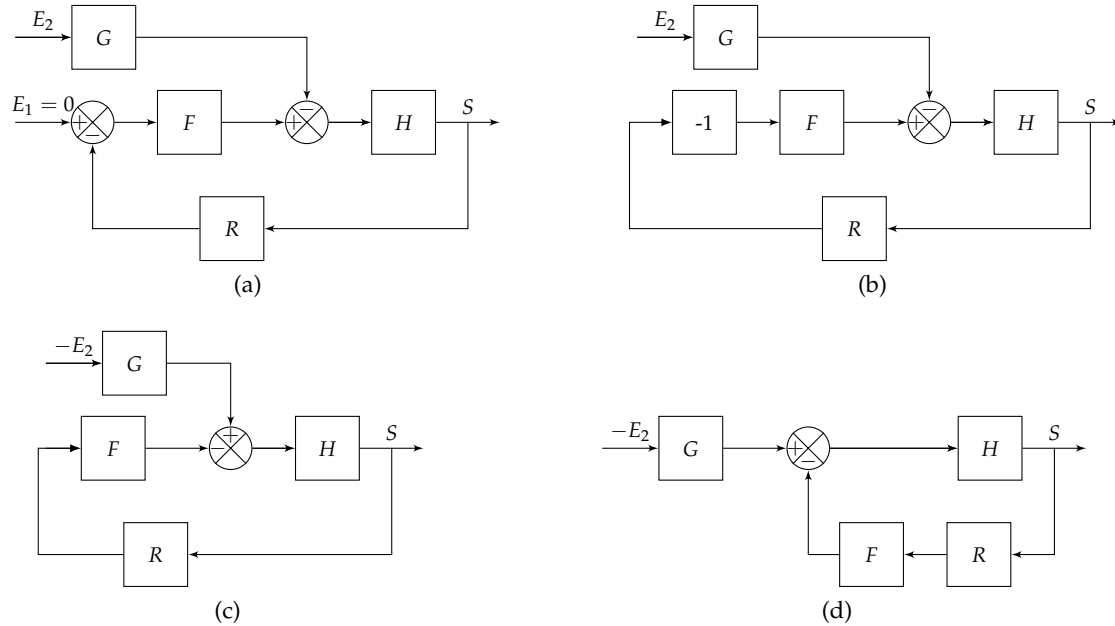 E₂
G
E₁ = 0
+
−
F
+
−
H
S
R
(a)
E₂
G
-1
F
+
−
H
S
R
(b)
−E₂
G
F
−
+
H
S
R
(c)
−E₂
G
+
−
H
S
F
R
(d)